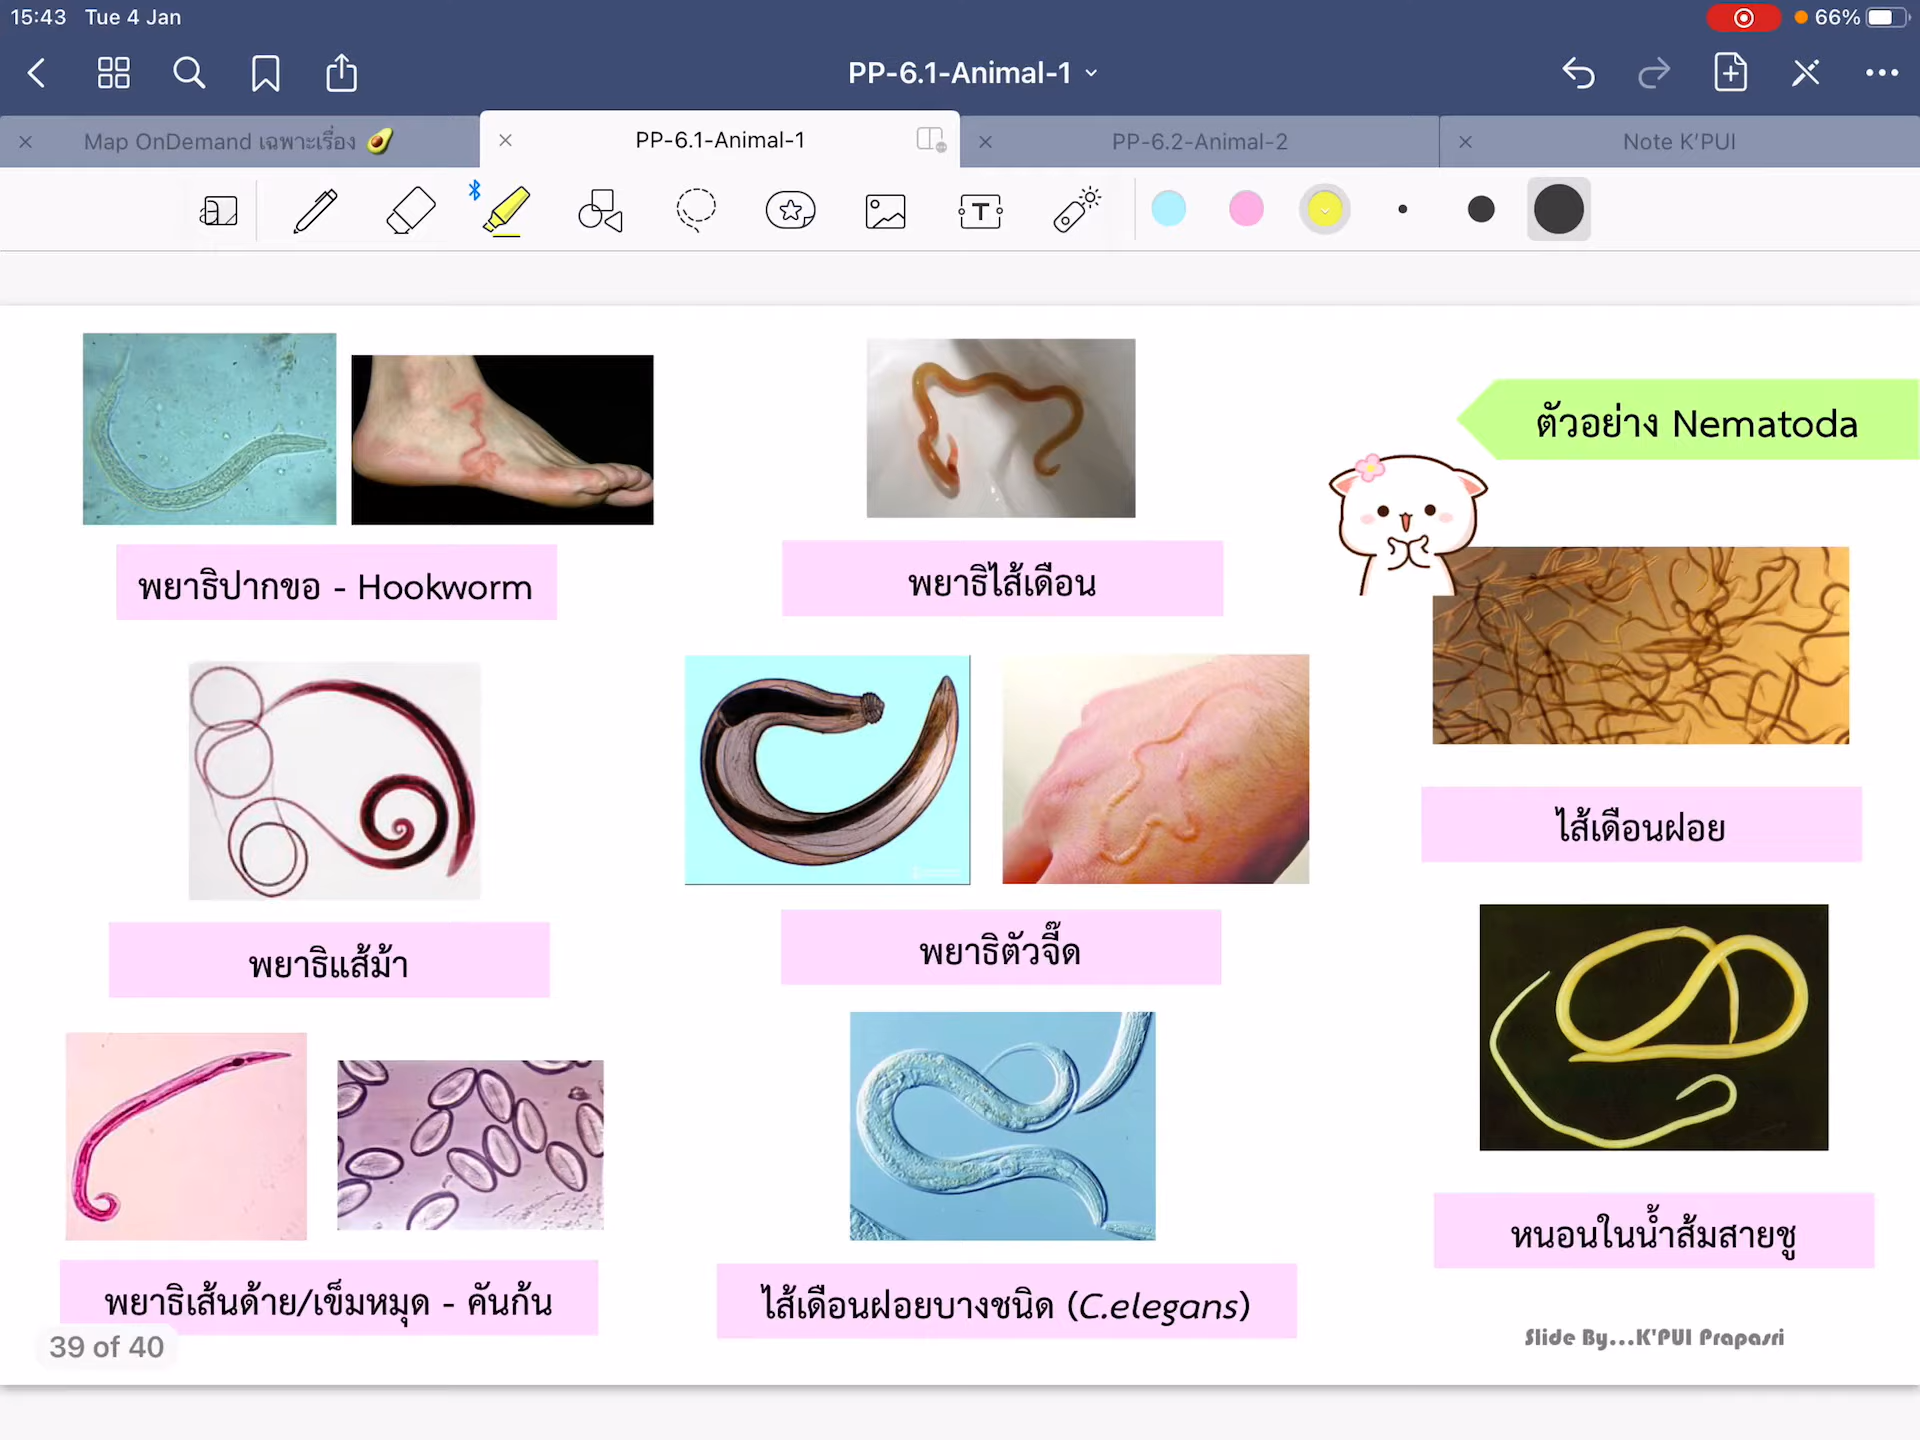 15:43 Tue 4 Jan
66%
PP-6.1-Animal-1
Map OnDemand เฉพาะเรื่อง 🥑
PP-6.1-Animal-1
PP-6.2-Animal-2
Note K'PUI
ตัวอย่าง Nematoda
พยาธิปากขอ - Hookworm
พยาธิไส้เดือน
ไส้เดือนฝอย
พยาธิแส้ม้า
พยาธิตัวจี๊ด
หนอนในน้ำส้มสายชู
พยาธิเส้นด้าย/เข็มหมุด - คันก้น
ไส้เดือนฝอยบางชนิด (C.elegans)
39 of 40
Slide By...K'PUI Prapasri